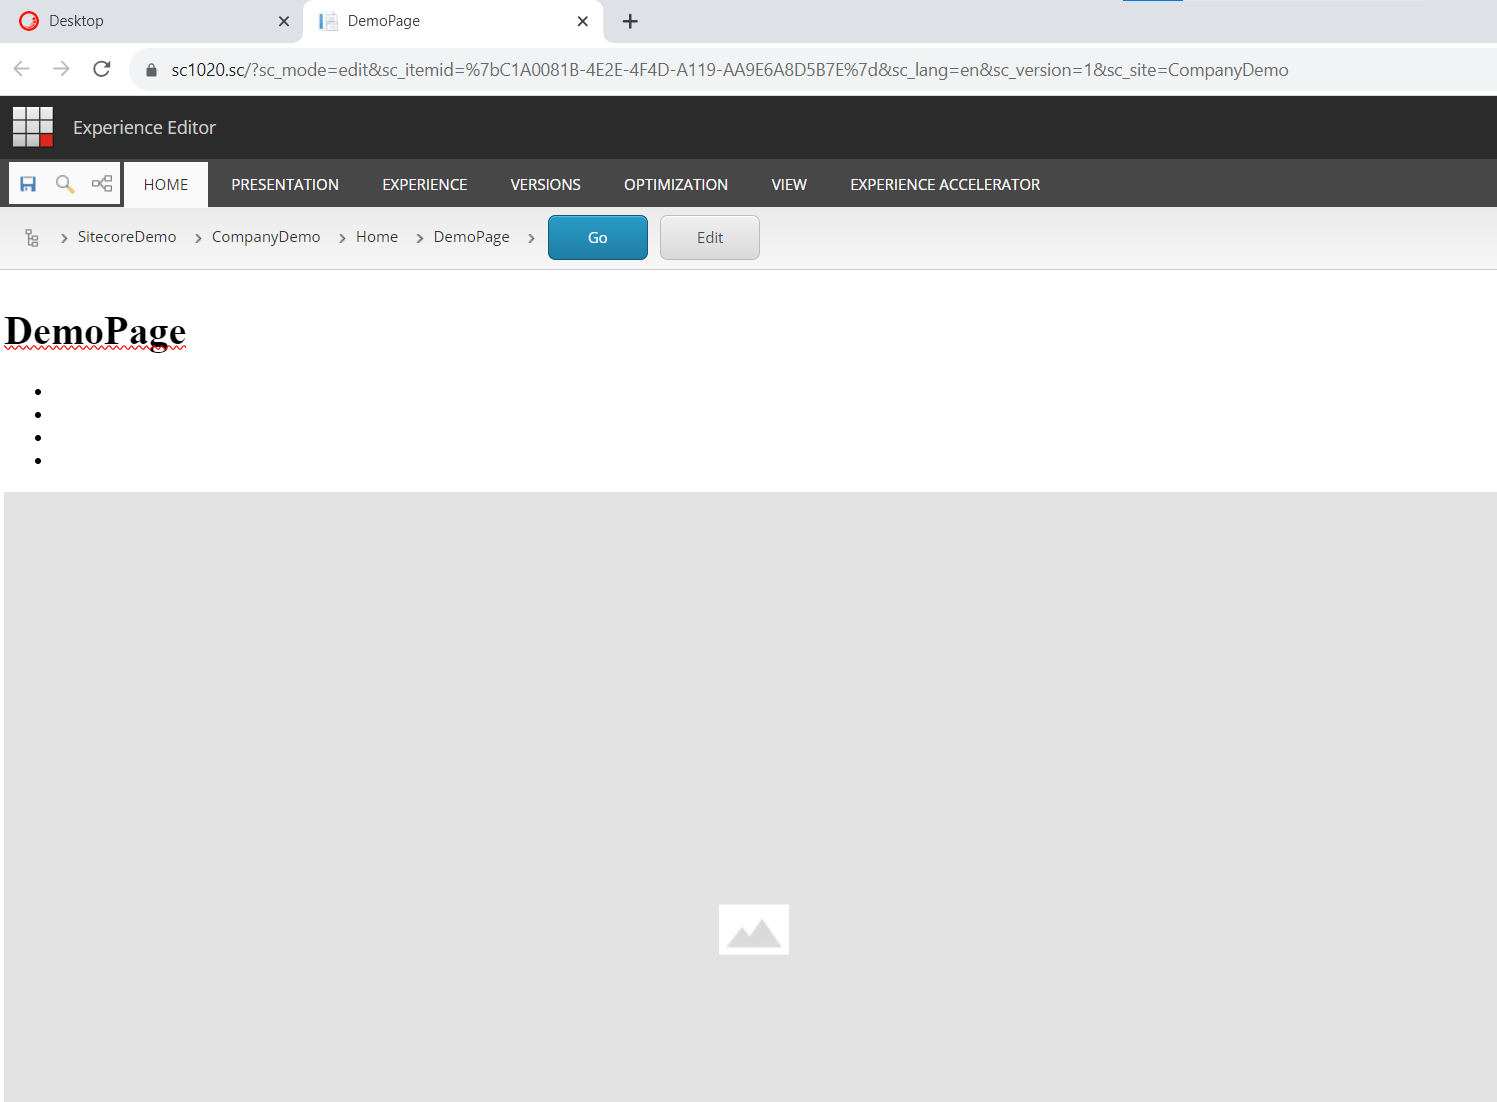 Desktop
DemoPage
sc1020.sc/?sc_mode=edit&sc_itemid=%7bC1A0081B-4E2E-4F4D-A119-AA9E6A8D5B7E%7d&sc_lang=en&sc_version=1&sc_site=CompanyDemo
Experience Editor
HOME PRESENTATION EXPERIENCE VERSIONS OPTIMIZATION VIEW EXPERIENCE ACCELERATOR
SitecoreDemo CompanyDemo Home DemoPage Go Edit
DemoPage